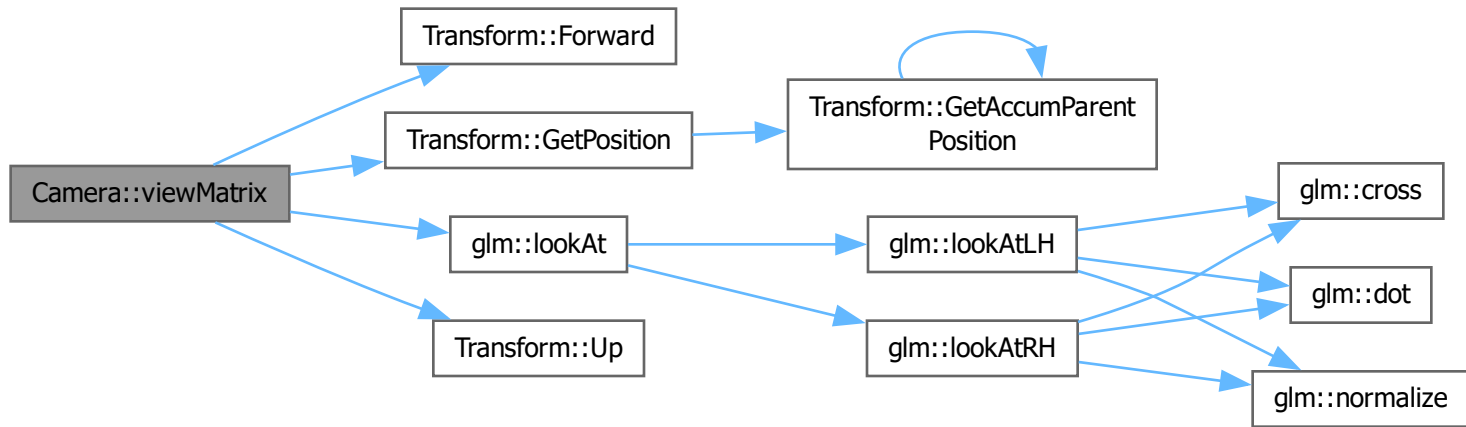 Transform::Forward
Transform::GetAccumParent
Position
Transform::GetPosition
Camera::viewMatrix
glm::cross
glm::lookAt
glm::lookAtLH
glm::dot
Transform::Up
glm::lookAtRH
glm::normalize